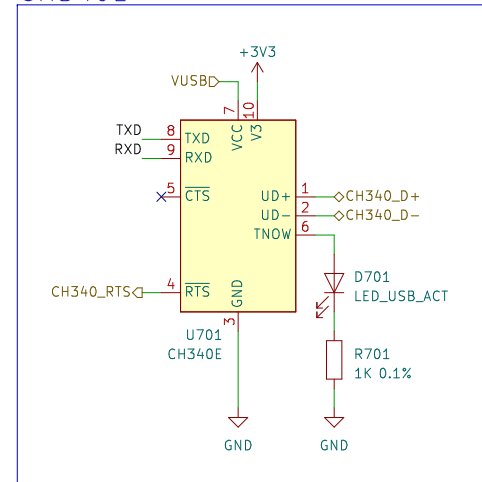 +3V3
VUSB
7
10
VCC
V3
TXD
8
TXD
RXD
9
RXD
5
CTS
UD+
1
CH340_D+
UD-
2
CH340_D-
TNOW
6
D701
LED_USB_ACT
CH340_RTS
4
RTS
GND
3
U701
CH340E
R701
1K 0.1%
GND
GND